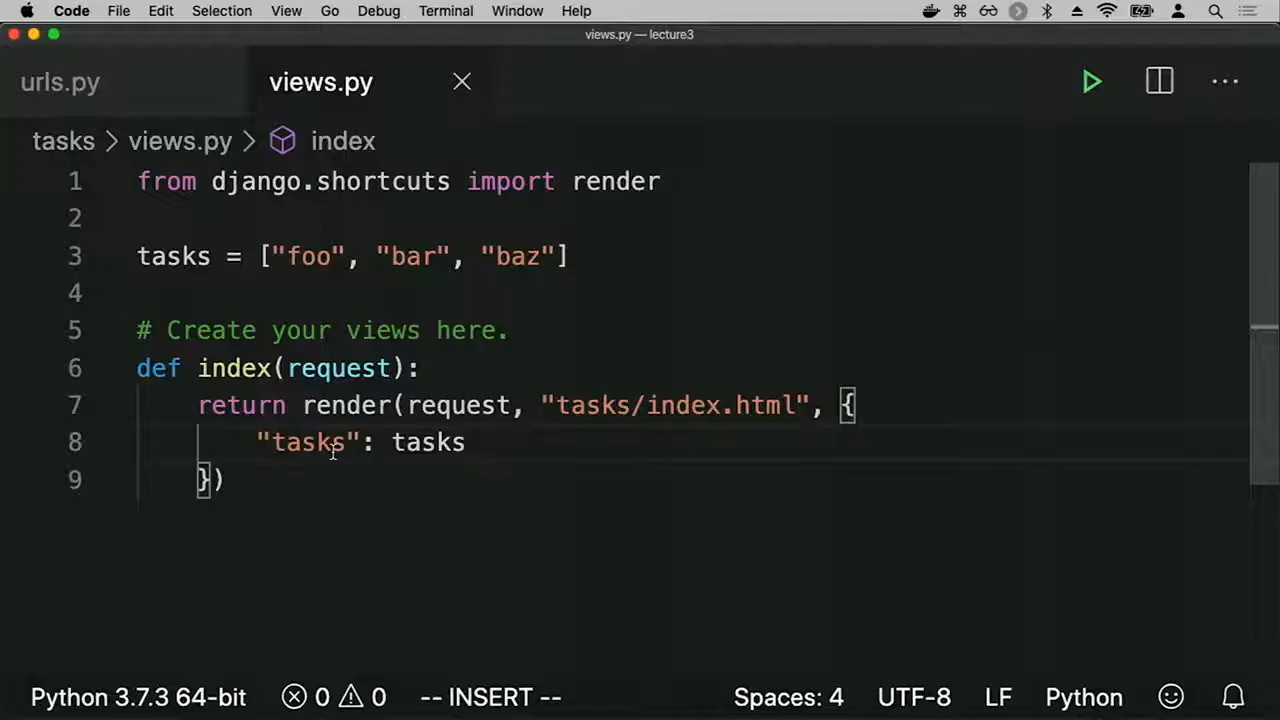 Code File Edit Selection View Go Debug Terminal Window Help
views.py — lecture3
urls.py views.py
tasks > views.py > index
1 from django.shortcuts import render
2
3 tasks = ["foo", "bar", "baz"]
4
5 # Create your views here.
6 def index(request):
7     return render(request, "tasks/index.html", {
8         "tasks": tasks
9     })
Python 3.7.3 64-bit 0 0 -- INSERT -- Spaces: 4 UTF-8 LF Python